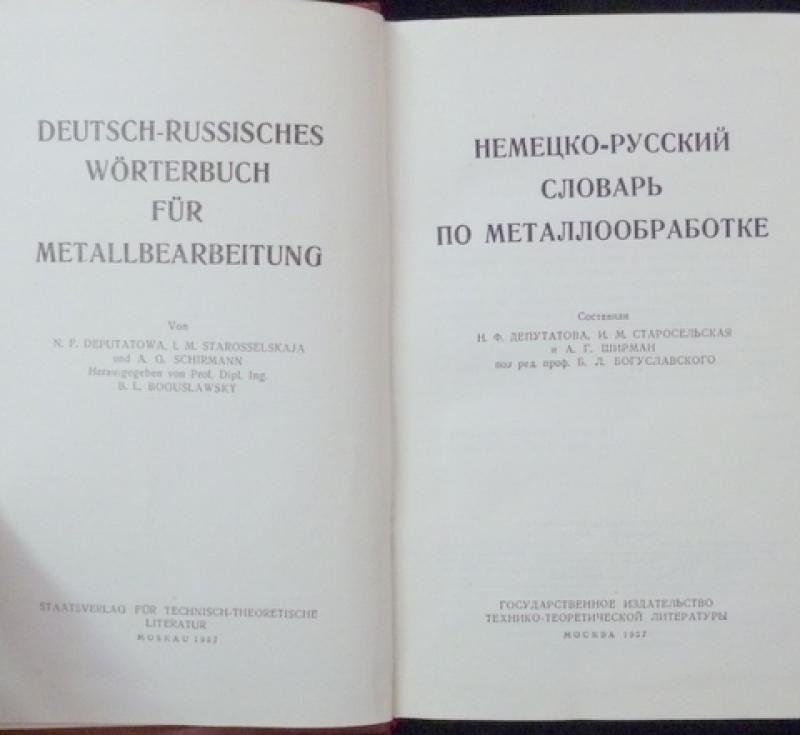 DEUTSCH-RUSSISCHES
WÖRTERBUCH
FÜR
METALLBEARBEITUNG
Von
N. F. DEPUTATOWA, I. M. STAROSSELSKAJA
und A. G. SCHIRMANN
Herausgegeben von Prof. Dipl. Ing.
B. L. BOGUSLAWSKY
STAATSVERLAG FÜR TECHNISCH-THEORETISCHE
LITERATUR
MOSKAU 1957
НЕМЕЦКО-РУССКИЙ
СЛОВАРЬ
ПО МЕТАЛЛООБРАБОТКЕ
Составили
Н. Ф. ДЕПУТАТОВА, И. М. СТАРОСЕЛЬСКАЯ
и А. Г. ШИРМАН
под ред. проф. Б. Л. БОГУСЛАВСКОГО
ГОСУДАРСТВЕННОЕ ИЗДАТЕЛЬСТВО
ТЕХНИКО-ТЕОРЕТИЧЕСКОЙ ЛИТЕРАТУРЫ
МОСКВА 1957